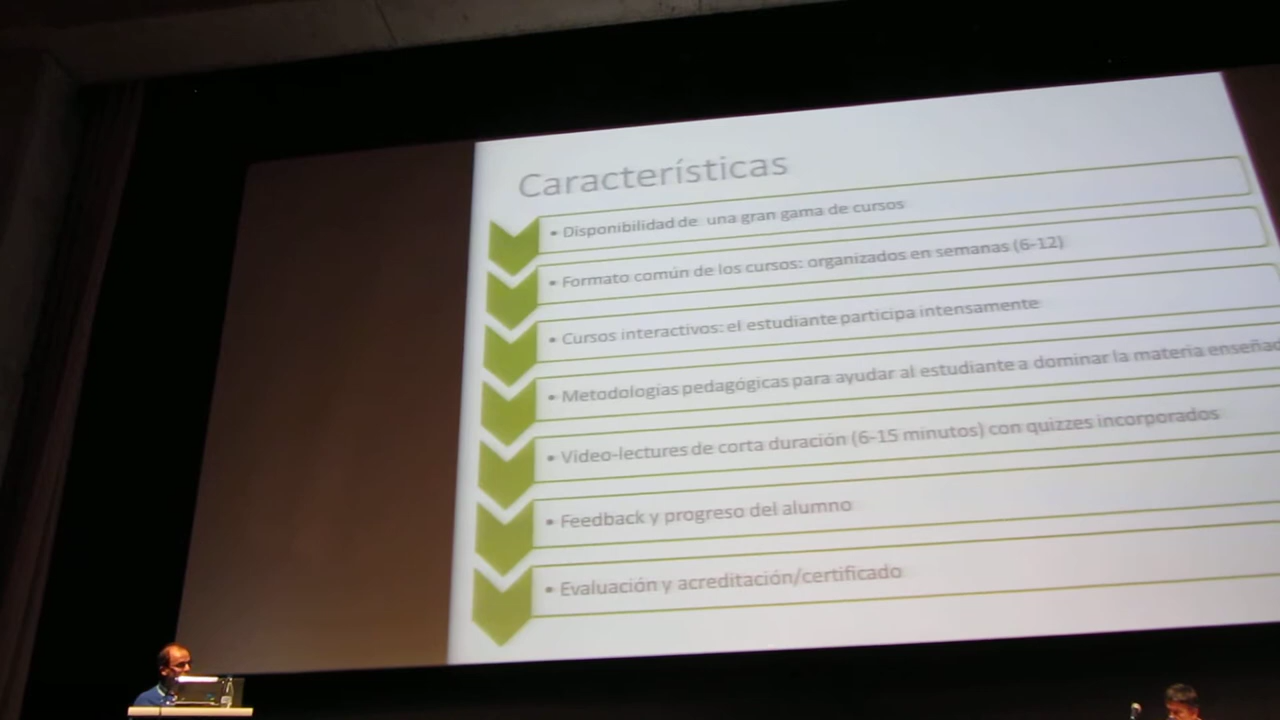 Características
• Disponibilidad de una gran gama de cursos
• Formato común de los cursos: organizados en semanas (6-12)
• Cursos interactivos: el estudiante participa intensamente
• Metodologías pedagógicas para ayudar al estudiante a dominar la materia enseñad
• Vídeo-lectures de corta duración (6-15 minutos) con quizzes incorporados
• Feedback y progreso del alumno
• Evaluación y acreditación/certificado